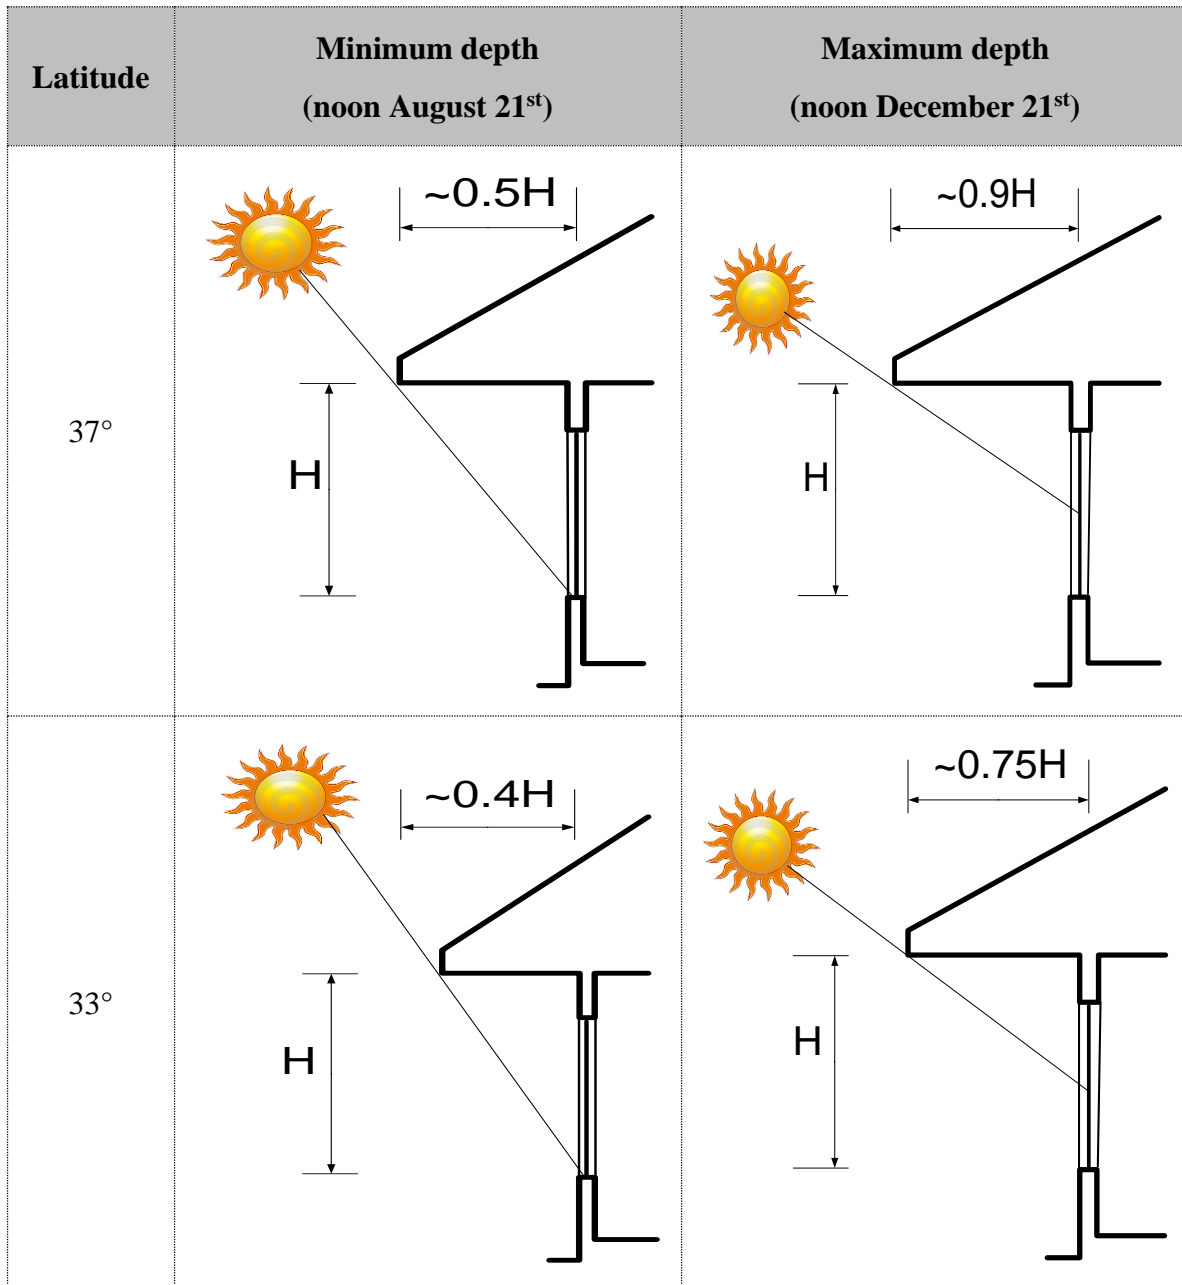 Latitude
Minimum depth
(noon August 21st)
Maximum depth
(noon December 21st)
37°
~0.5H
H
~0.9H
H
33°
~0.4H
H
~0.75H
H